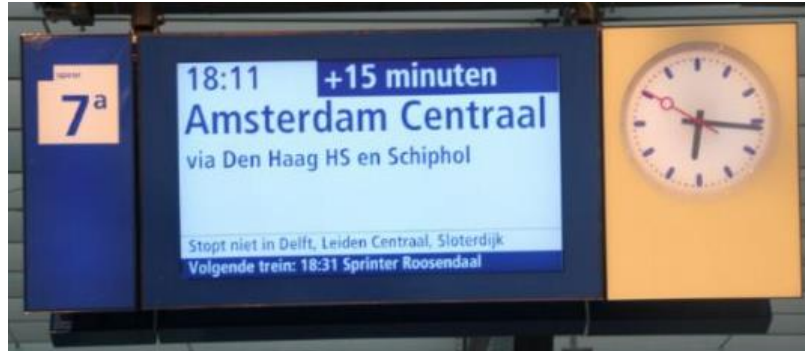 spoor
7a
18:11 +15 minuten
Amsterdam Centraal
via Den Haag HS en Schiphol
Stopt niet in Delft, Leiden Centraal, Sloterdijk
Volgende trein: 18:31 Sprinter Roosendaal